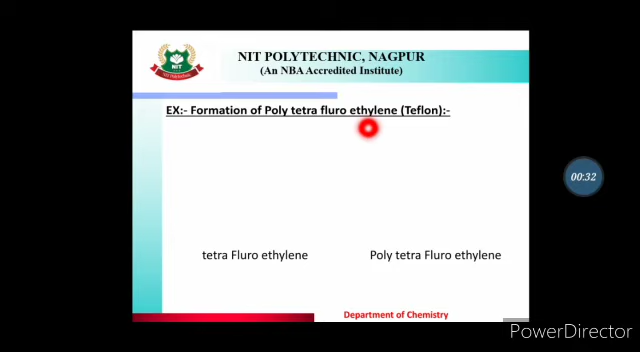 NIT POLYTECHNIC, NAGPUR
(An NBA Accredited Institute)
NIT
EX:- Formation of Poly tetra fluro ethylene (Teflon):-
00:32
tetra Fluro ethylene
Poly tetra Fluro ethylene
Department of Chemistry
PowerDirector